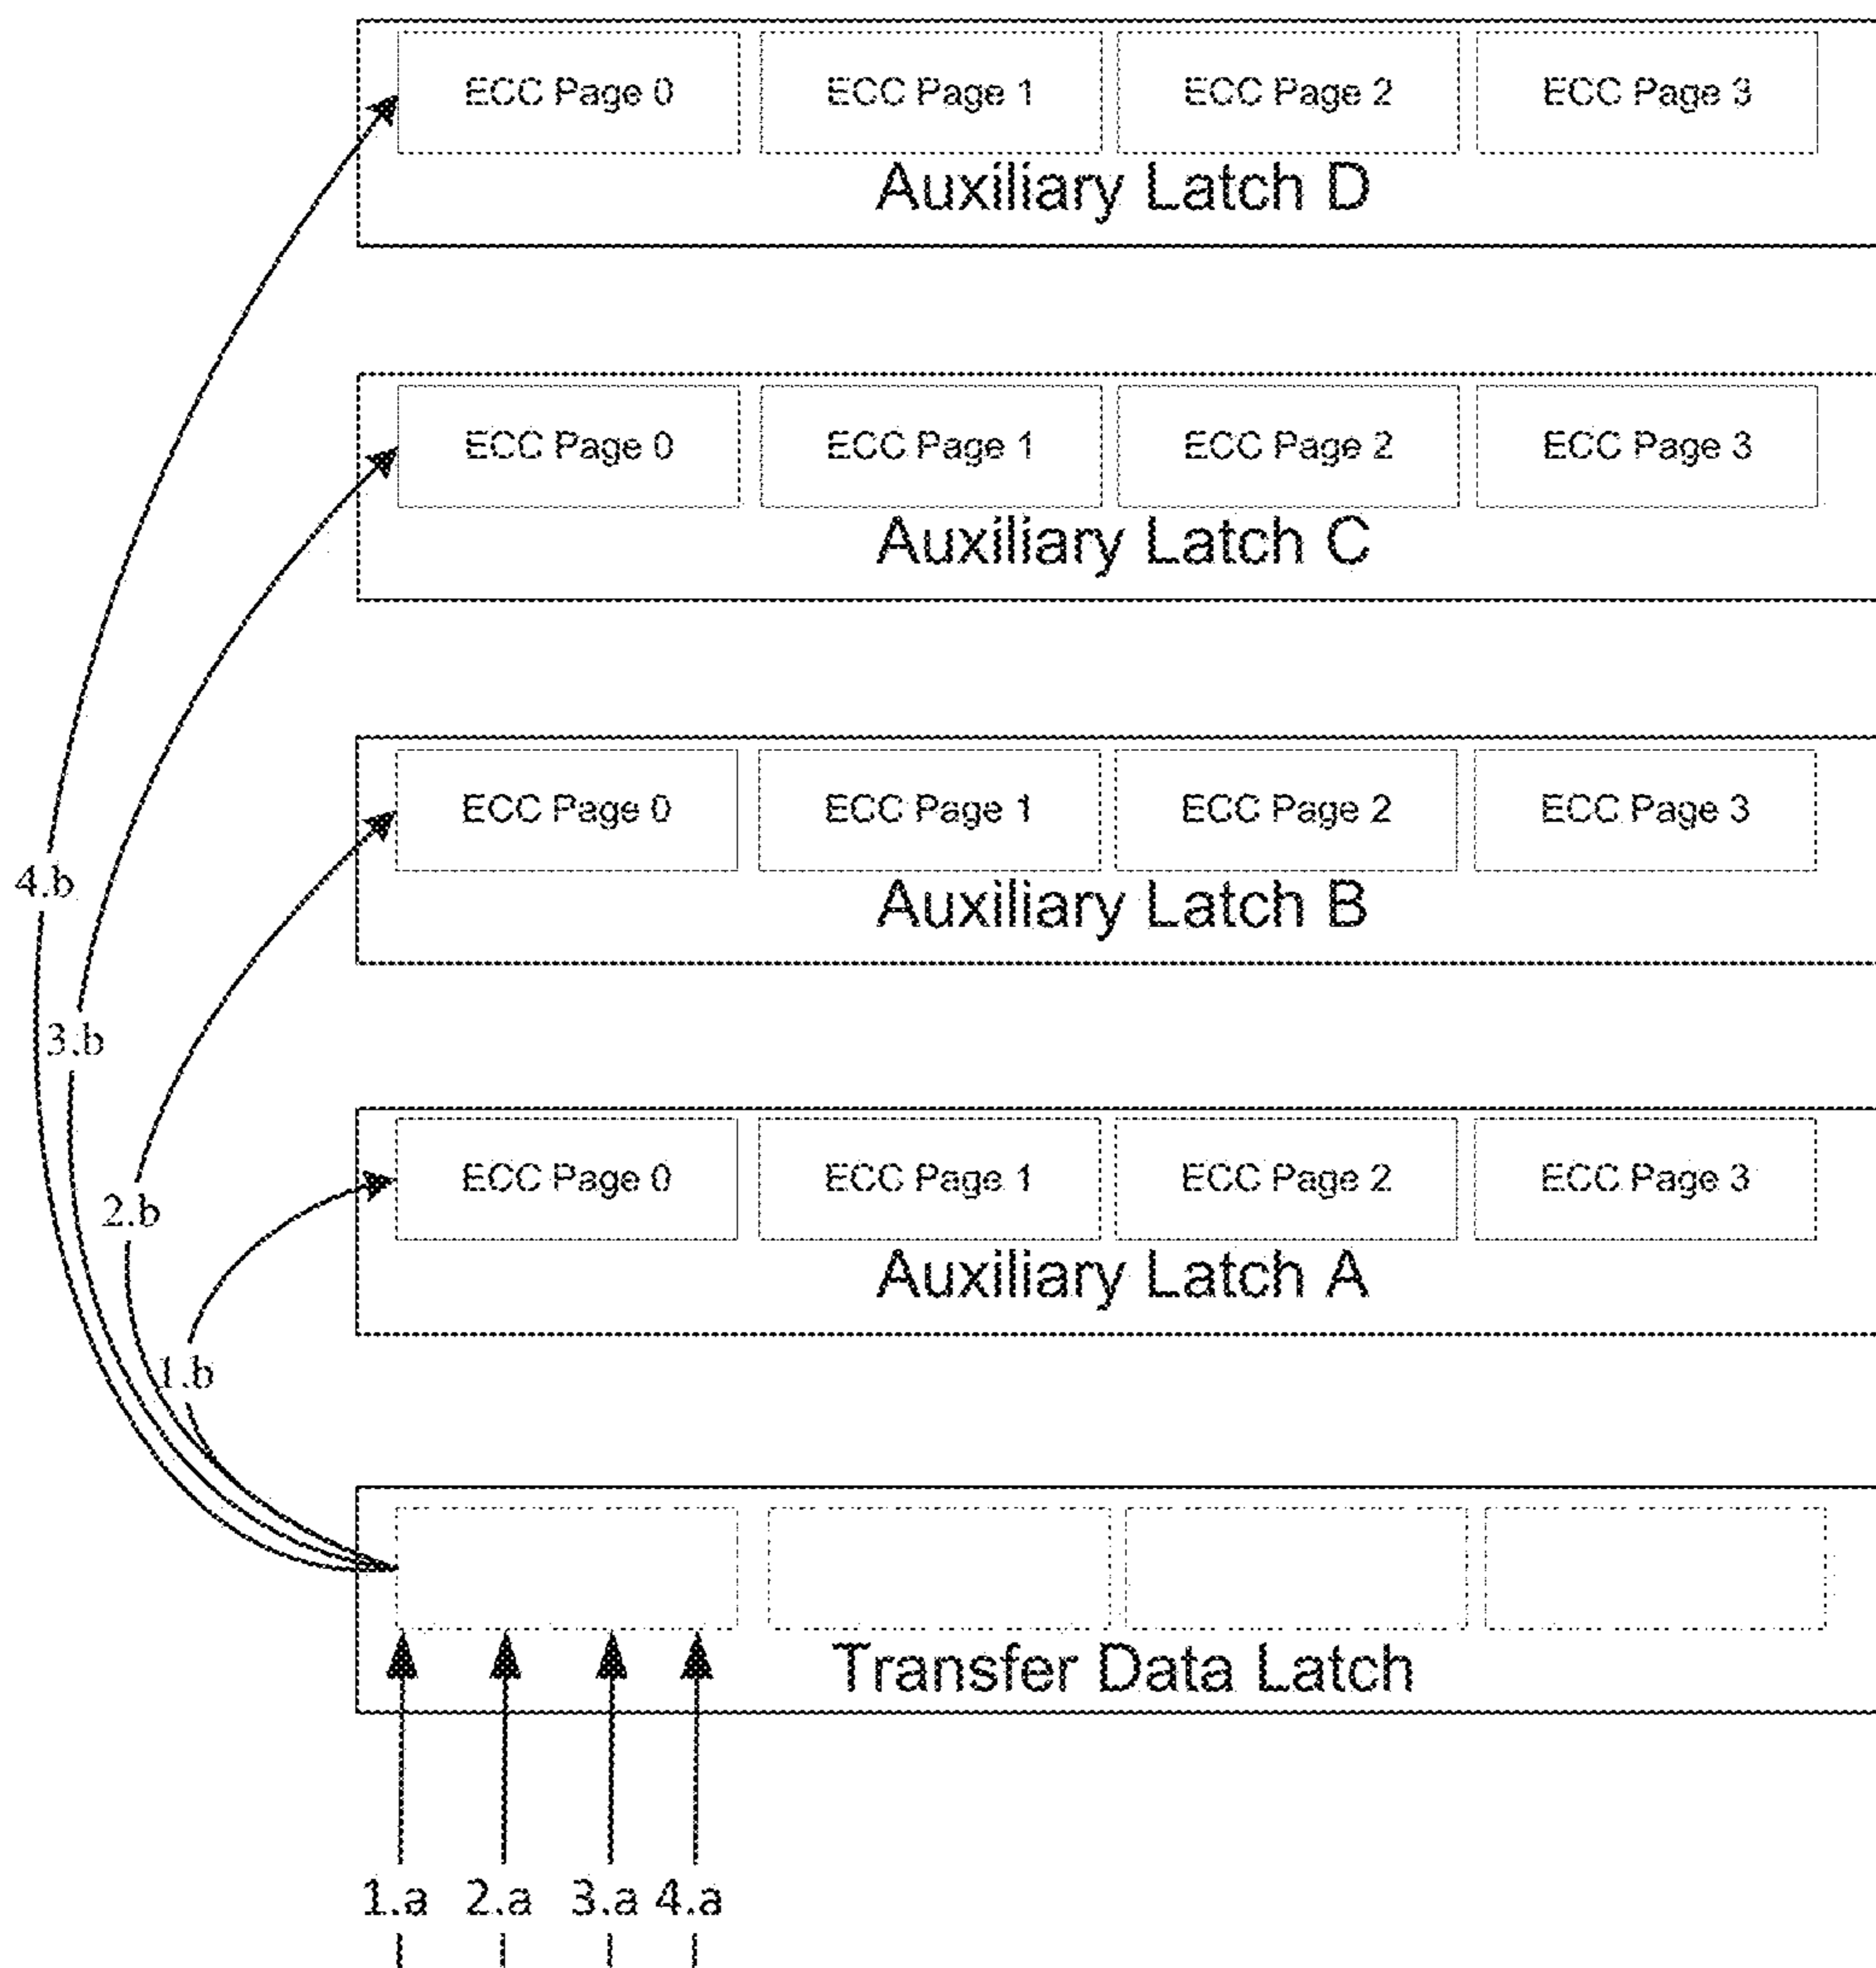 ECC Page 0 ECC Page 1 ECC Page 2 ECC Page 3
Auxiliary Latch D
ECC Page 0 ECC Page 1 ECC Page 2 ECC Page 3
Auxiliary Latch C
ECC Page 0 ECC Page 1 ECC Page 2 ECC Page 3
4.b
Auxiliary Latch B
3.b
ECC Page 0 ECC Page 1 ECC Page 2 ECC Page 3
2.b
Auxiliary Latch A
1.b
Transfer Data Latch
1.a 2.a 3.a 4.a